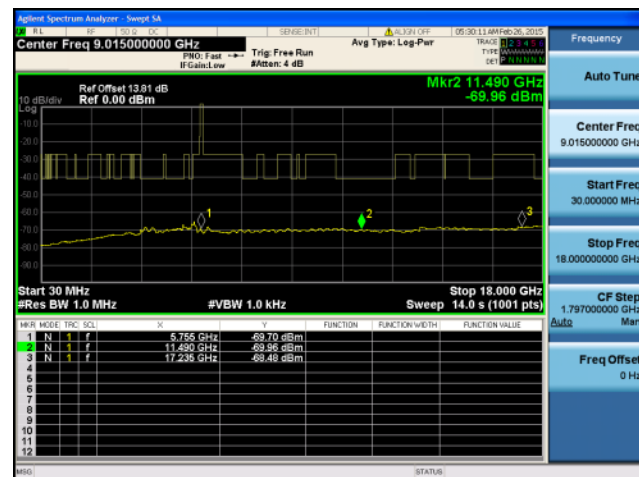 Agilent Spectrum Analyzer - Swept SA
RL RF 50 Ω DC SENSE:INT ALIGN OFF 05:30:11 AM Feb 26, 2015
Center Freq 9.015000000 GHz
PNO: Fast
IFGain:Low
Trig: Free Run
#Atten: 4 dB
Avg Type: Log-Pwr
TRACE 1 2 3 4 5 6
TYPE
DET P N N N N N
Ref Offset 13.81 dB
Ref 0.00 dBm
Mkr2 11.490 GHz
-69.96 dBm
10 dB/div
Log
-10.0
-20.0
-30.0
-40.0
-50.0
-60.0
-70.0
-80.0
1
2
3
Start 30 MHz
Stop 18.000 GHz
#Res BW 1.0 MHz
#VBW 1.0 kHz
Sweep 14.0 s (1001 pts)
MKR MODE TRC SCL X Y FUNCTION FUNCTION WIDTH FUNCTION VALUE
1 N 1 f 5.755 GHz -69.70 dBm
2 N 1 f 11.490 GHz -69.96 dBm
3 N 1 f 17.235 GHz -68.48 dBm
4
5
6
7
8
9
10
11
12
MSG
STATUS
Frequency
Auto Tune
Center Freq
9.015000000 GHz
Start Freq
30.000000 MHz
Stop Freq
18.000000000 GHz
CF Step
1.797000000 GHz
Auto Man
Freq Offset
0 Hz